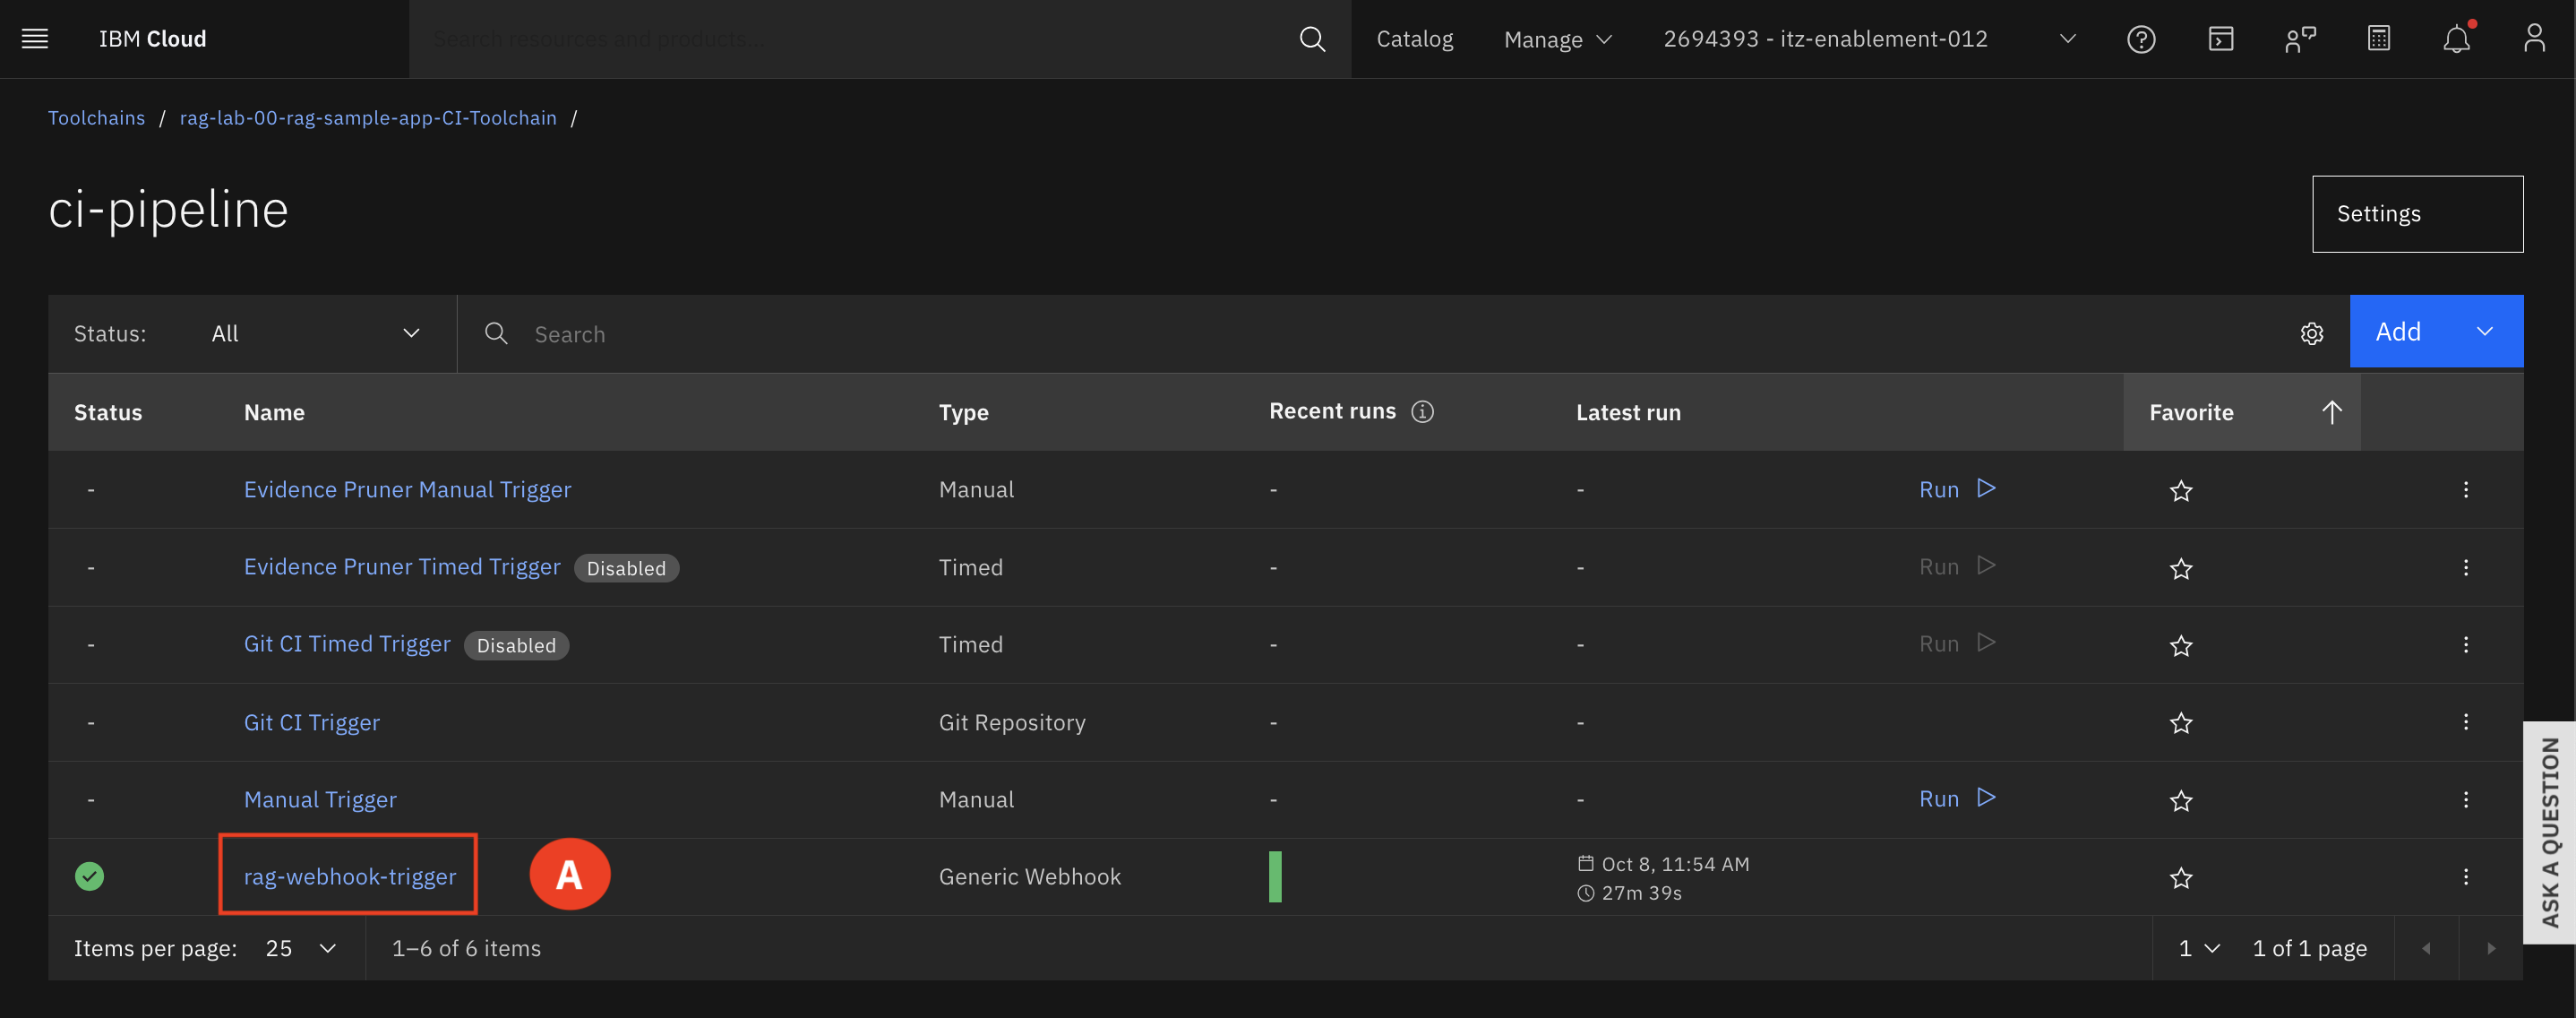 IBM Cloud
Search resources and products...
Catalog
Manage
2694393 - itz-enablement-012
Toolchains / rag-lab-00-rag-sample-app-CI-Toolchain /
ci-pipeline
Settings
Status: All
Search
Add
Status Name Type Recent runs Latest run Favorite
- Evidence Pruner Manual Trigger Manual - - Run
- Evidence Pruner Timed Trigger Disabled Timed - - Run
- Git CI Timed Trigger Disabled Timed - - Run
- Git CI Trigger Git Repository - -
- Manual Trigger Manual - - Run
rag-webhook-trigger A Generic Webhook Oct 8, 11:54 AM
27m 39s
Items per page: 25 1–6 of 6 items 1 1 of 1 page
ASK A QUESTION